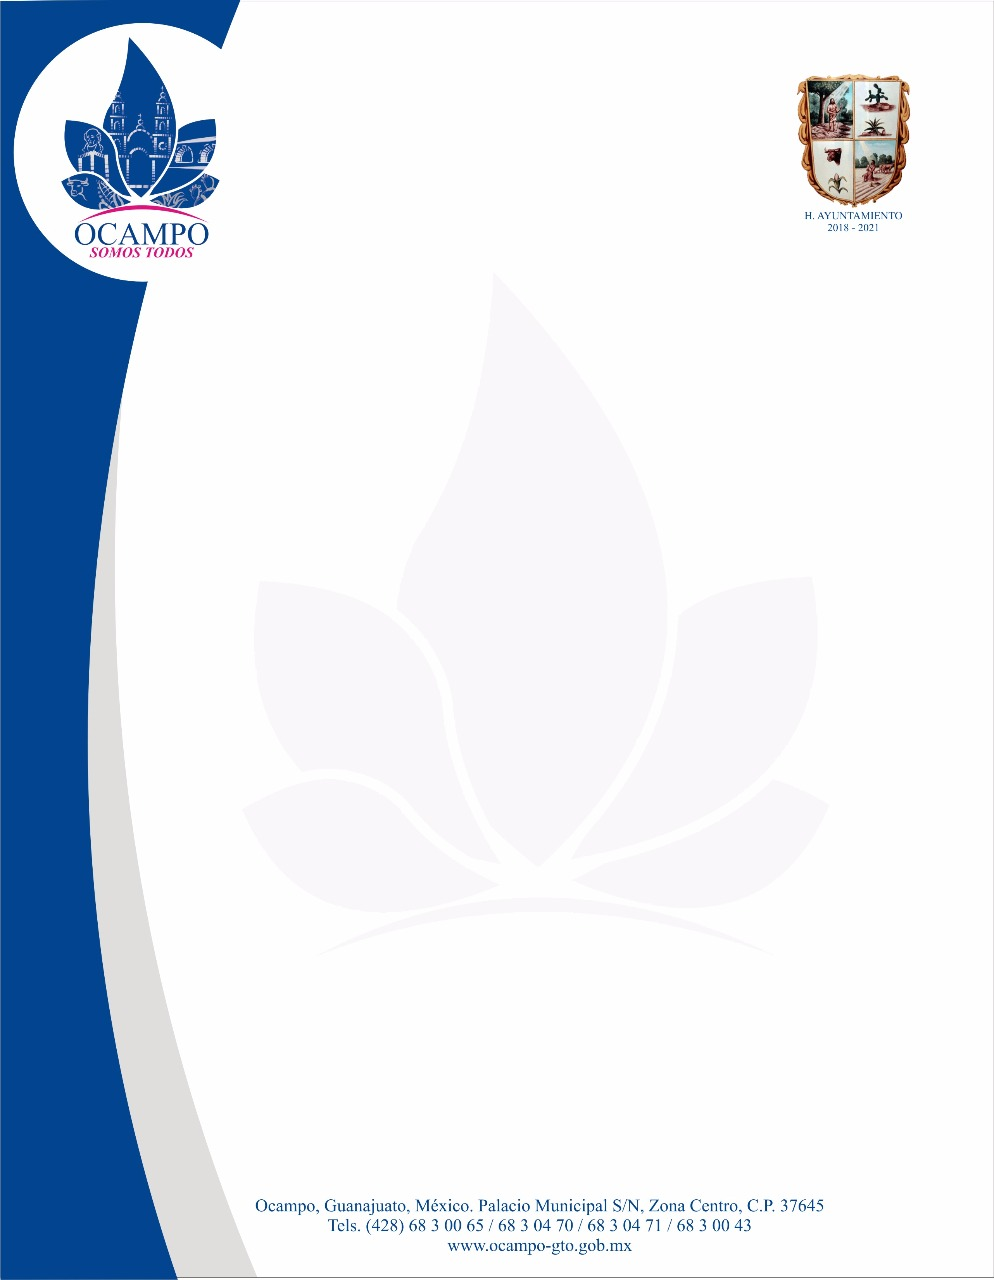 OCAMPO
SOMOS TODOS
H. AYUNTAMIENTO
2018 - 2021
Ocampo, Guanajuato, México. Palacio Municipal S/N, Zona Centro, C.P. 37645
Tels. (428) 68 3 00 65 / 68 3 04 70 / 68 3 04 71 / 68 3 00 43
www.ocampo-gto.gob.mx